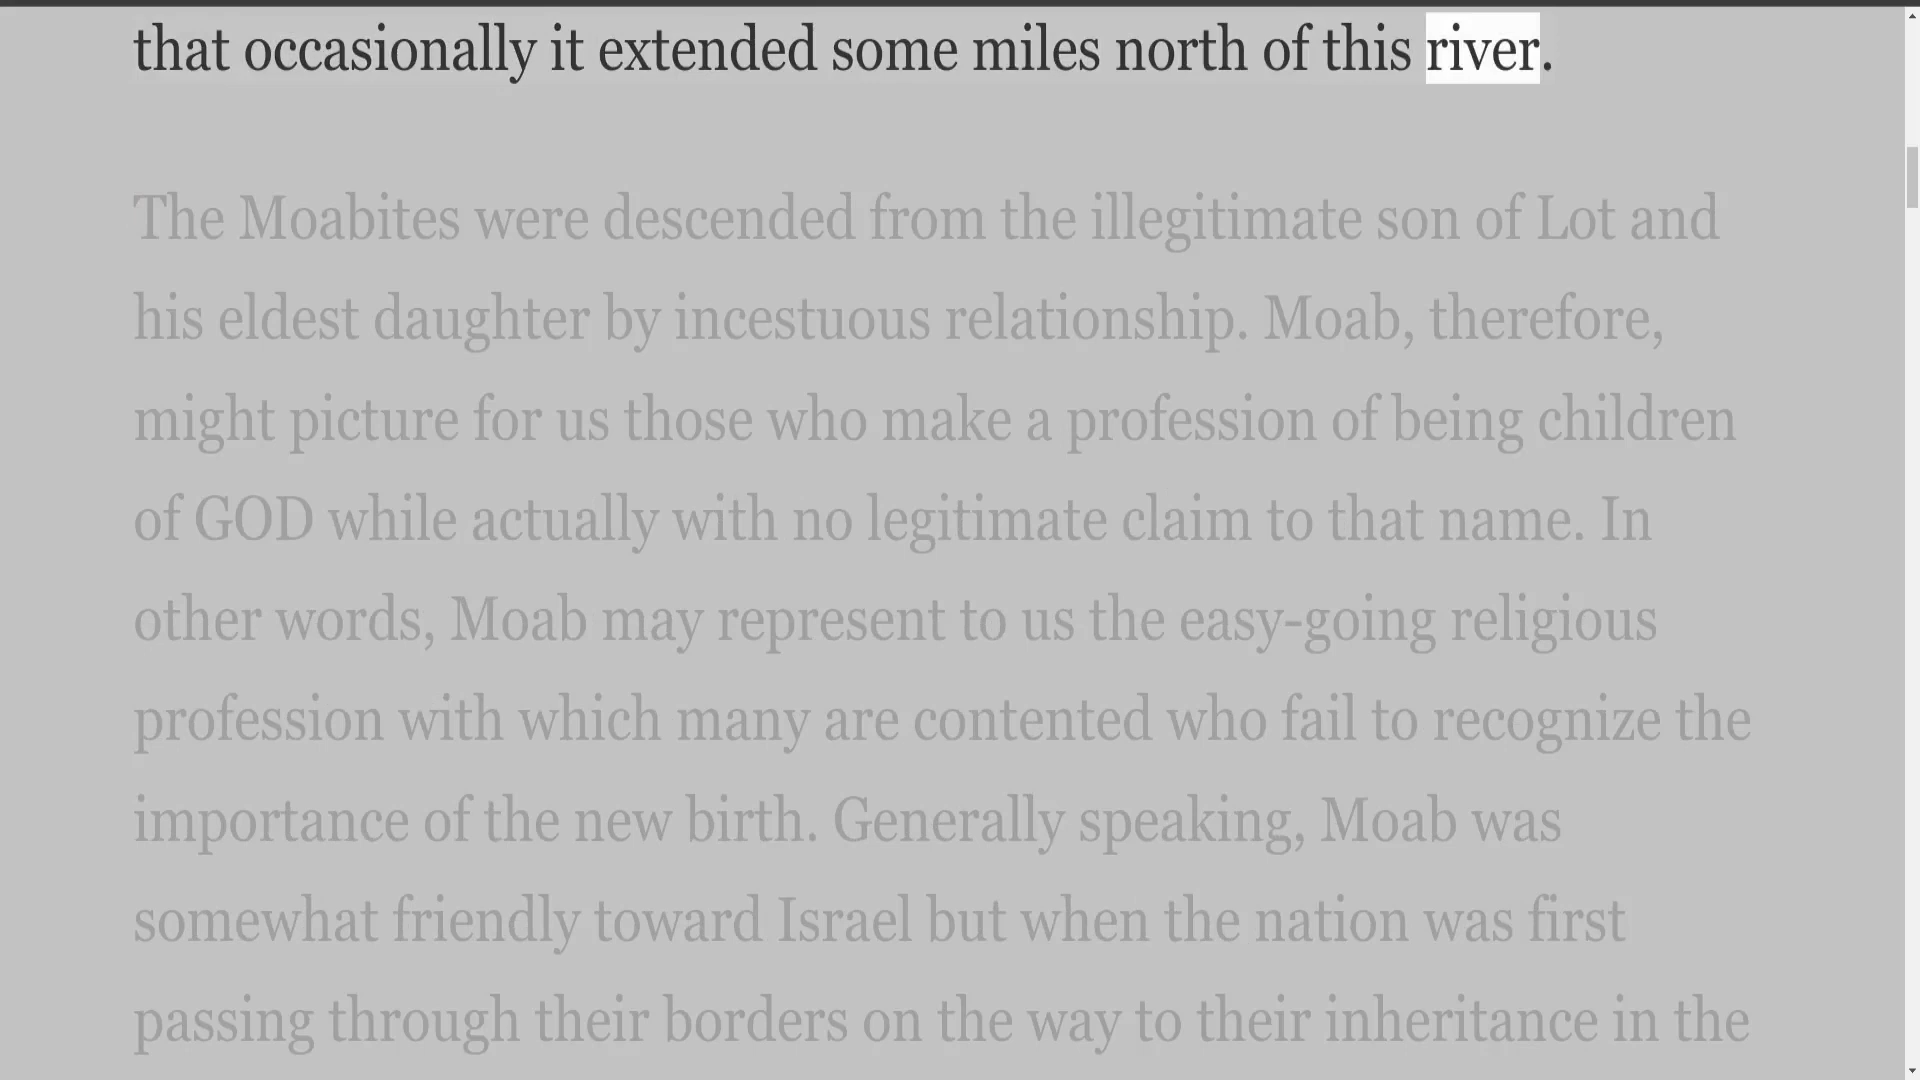 that occasionally it extended some miles north of this river.
The Moabites were descended from the illegitimate son of Lot and
his eldest daughter by incestuous relationship. Moab, therefore,
might picture for us those who make a profession of being children
of GOD while actually with no legitimate claim to that name. In
other words, Moab may represent to us the easy-going religious
profession with which many are contented who fail to recognize the
importance of the new birth. Generally speaking, Moab was
somewhat friendly toward Israel but when the nation was first
passing through their borders on the way to their inheritance in the